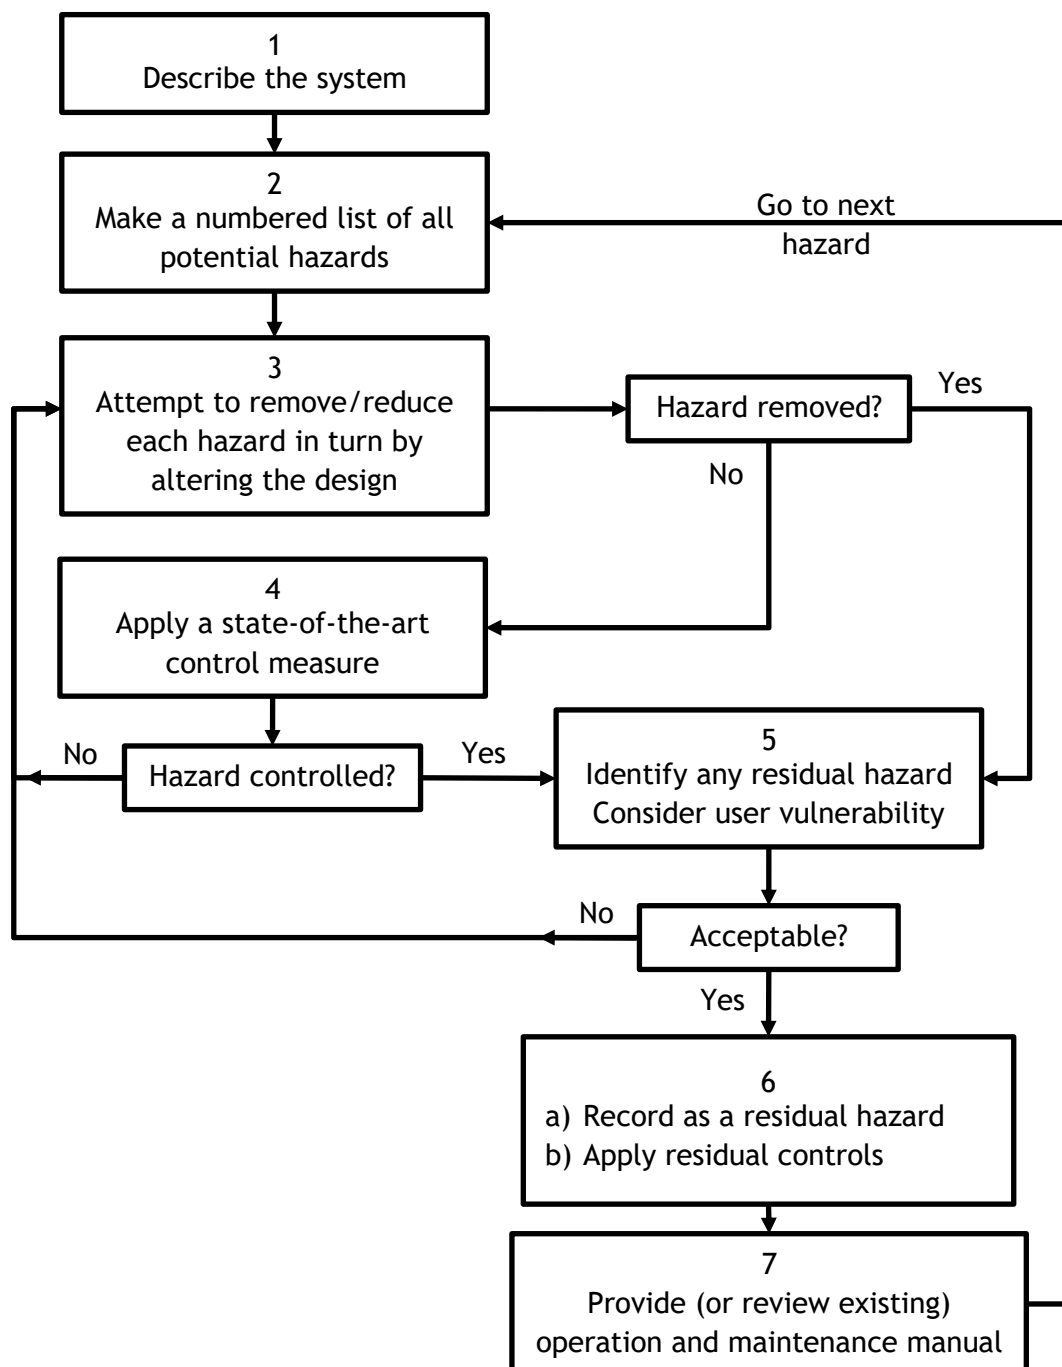 1
Describe the system
2
Make a numbered list of all
potential hazards
Go to next
hazard
3
Attempt to remove/reduce
each hazard in turn by
altering the design
Hazard removed?
Yes
No
4
Apply a state-of-the-art
control measure
No
Hazard controlled?
Yes
5
Identify any residual hazard
Consider user vulnerability
No
Acceptable?
Yes
6
a) Record as a residual hazard
b) Apply residual controls
7
Provide (or review existing)
operation and maintenance manual